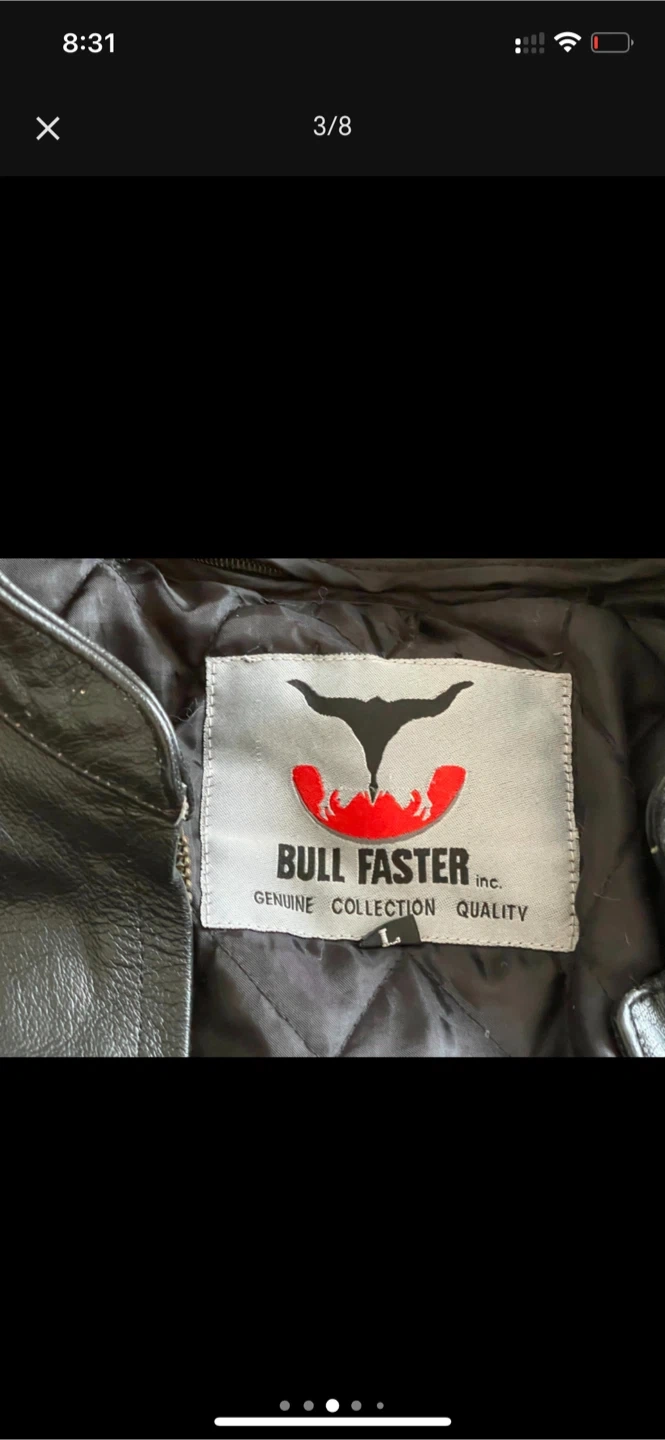 8:31
3/8
BULL FASTER inc.
GENUINE COLLECTION QUALITY
L